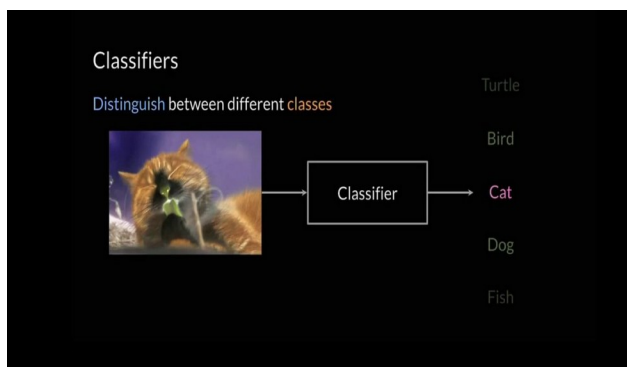 Classifiers
Distinguish between different classes
Classifier
Turtle
Bird
Cat
Dog
Fish